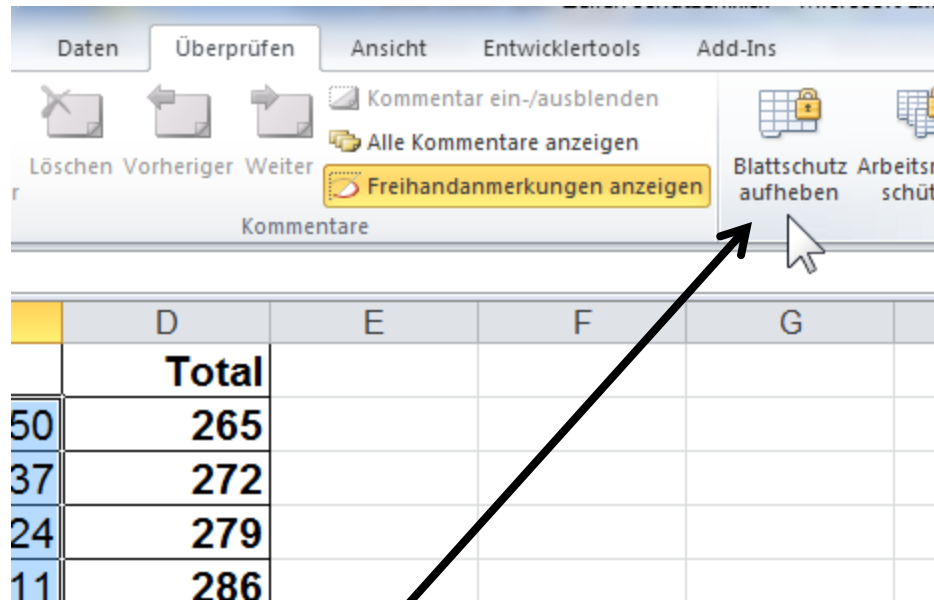 Daten Überprüfen Ansicht Entwicklertools Add-Ins
Kommentar ein-/ausblenden
Alle Kommentare anzeigen
Freihandanmerkungen anzeigen
Löschen Vorheriger Weiter
Blattschutz aufheben
Kommentare
D E F G
Total
50 265
37 272
24 279
11 286